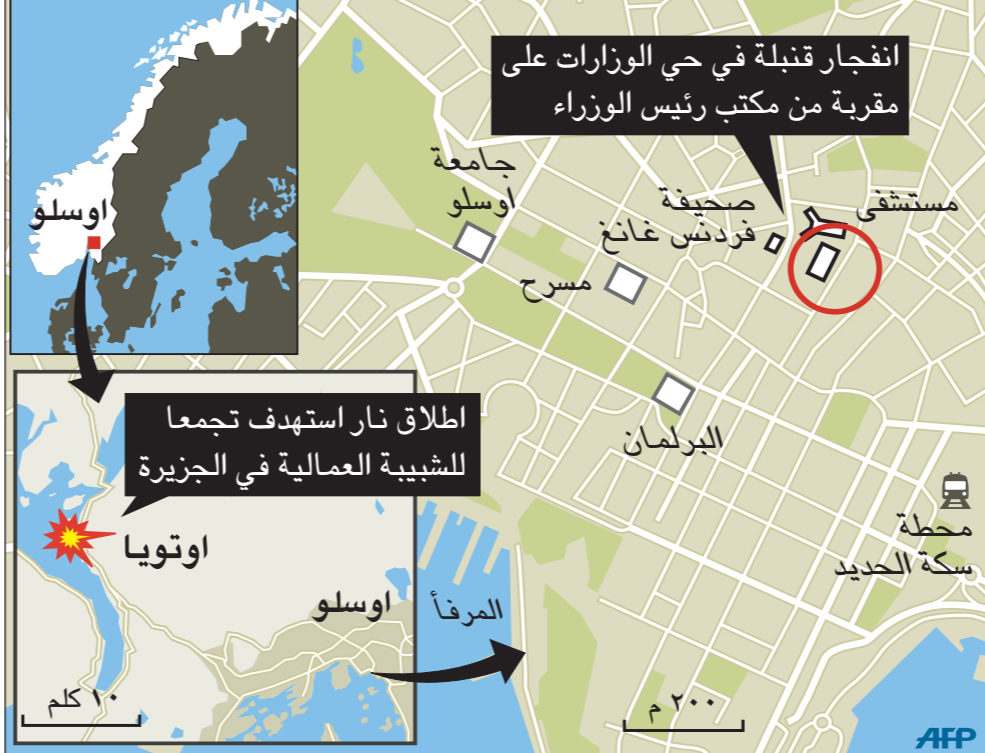 انفجار قنبلة في حي الوزارات على
مقربة من مكتب رئيس الوزراء
جامعة
اوسلو
صحيفة
فردنس غانغ
مستشفى
مسرح
البرلمان
محطة
سكة الحديد
المرفأ
٢٠٠ م
اوسلو
اطلاق نار استهدف تجمعا
للشبيبة العمالية في الجزيرة
اوتويا
اوسلو
١٠ كلم
AFP